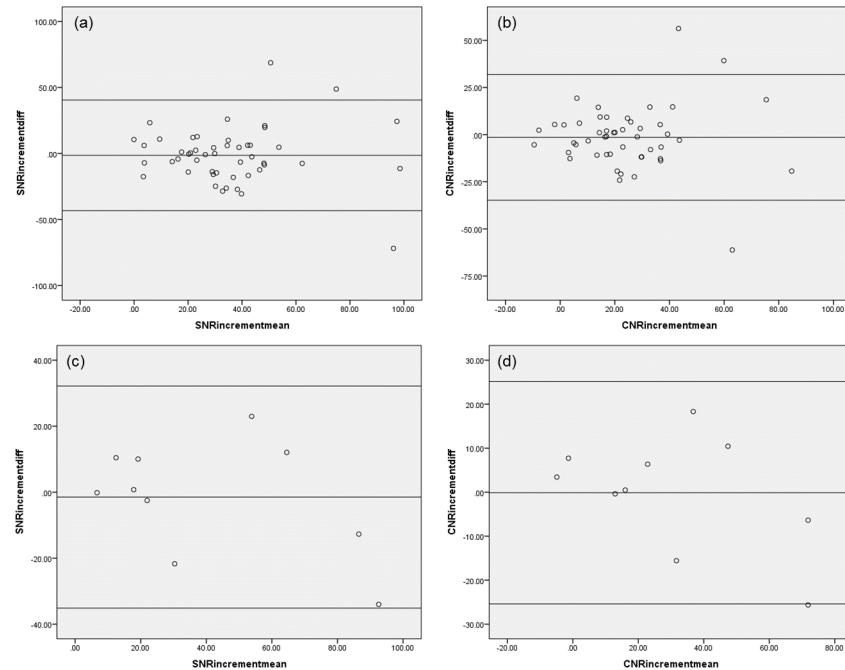 (a)
100.00
50.00
.00
-50.00
-100.00
SNRincrementdiff
-20.00 .00 20.00 40.00 60.00 80.00 100.00
SNRincrementmean
(b)
50.00
25.00
.00
-25.00
-50.00
-75.00
CNRincrementdiff
-20.00 .00 20.00 40.00 60.00 80.00 100.00
CNRincrementmean
(c)
40.00
20.00
.00
-20.00
-40.00
SNRincrementdiff
.00 20.00 40.00 60.00 80.00 100.00
SNRincrementmean
(d)
30.00
20.00
10.00
.00
-10.00
-20.00
-30.00
CNRincrementdiff
-20.00 .00 20.00 40.00 60.00 80.00
CNRincrementmean